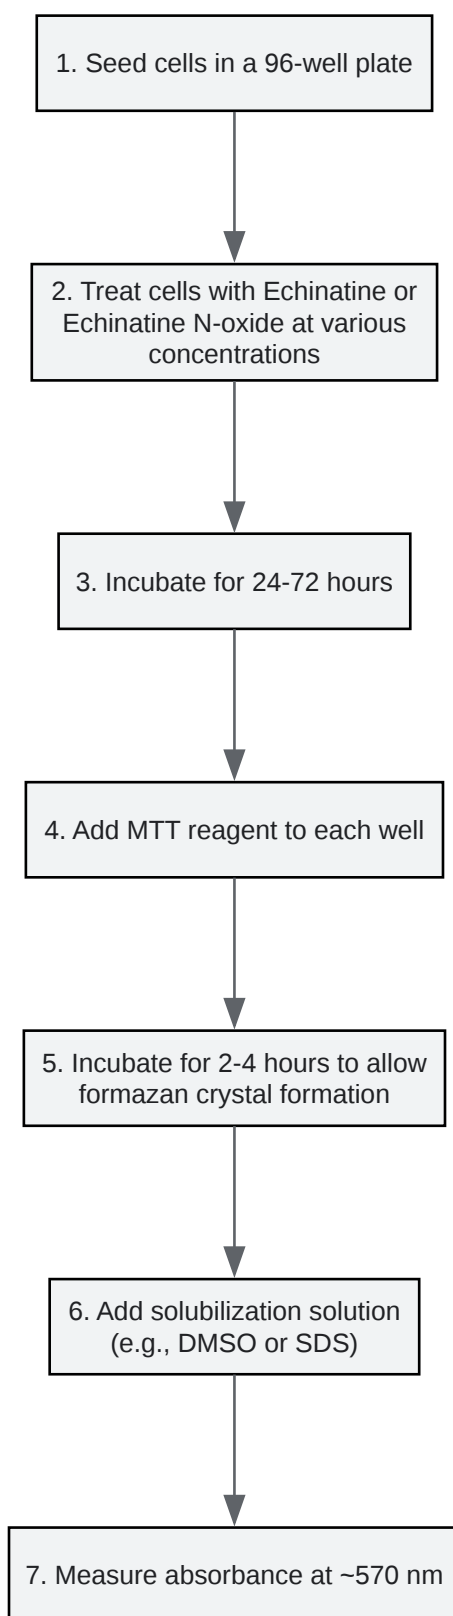 1. Seed cells in a 96-well plate
2. Treat cells with Echinatine or
Echinatine N-oxide at various
concentrations
3. Incubate for 24-72 hours
4. Add MTT reagent to each well
5. Incubate for 2-4 hours to allow
formazan crystal formation
6. Add solubilization solution
(e.g., DMSO or SDS)
7. Measure absorbance at ~570 nm